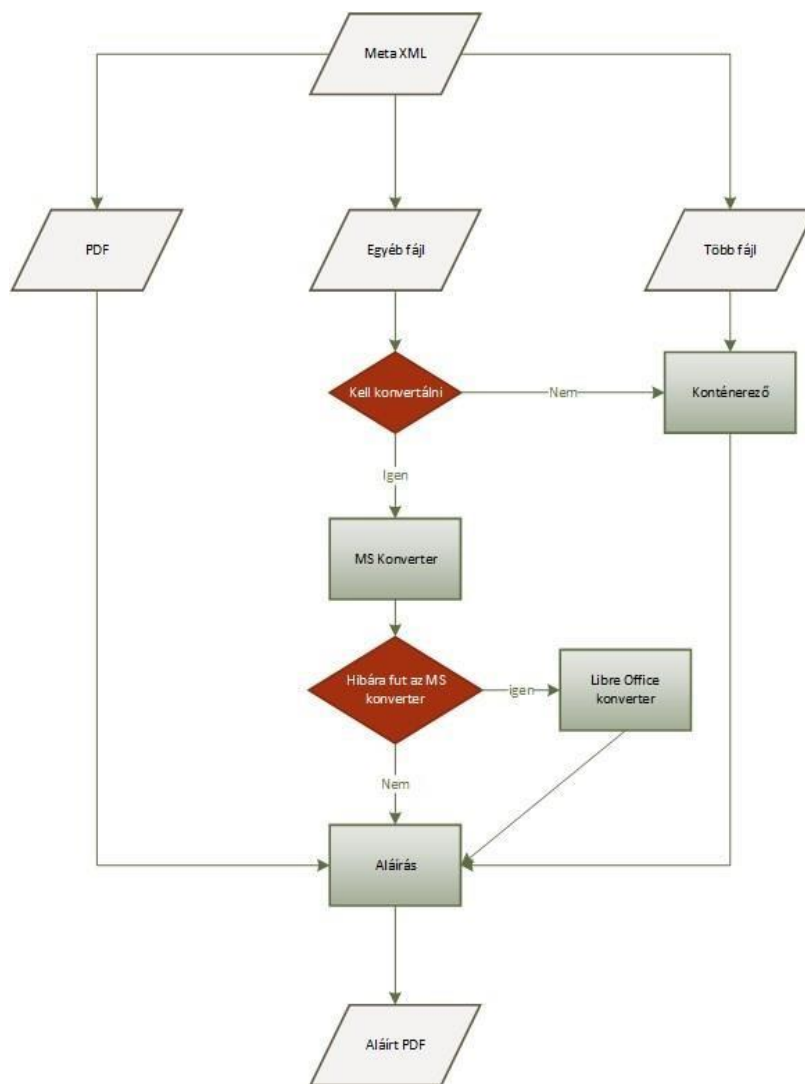 Meta XML
PDF
Egyéb fájl
Több fájl
Kell konvertálni
Nem
Konténerező
Igen
MS Konverter
Hibára fut az MS
konverter
igen
Libre Office
konverter
Nem
Aláírás
Aláírt PDF